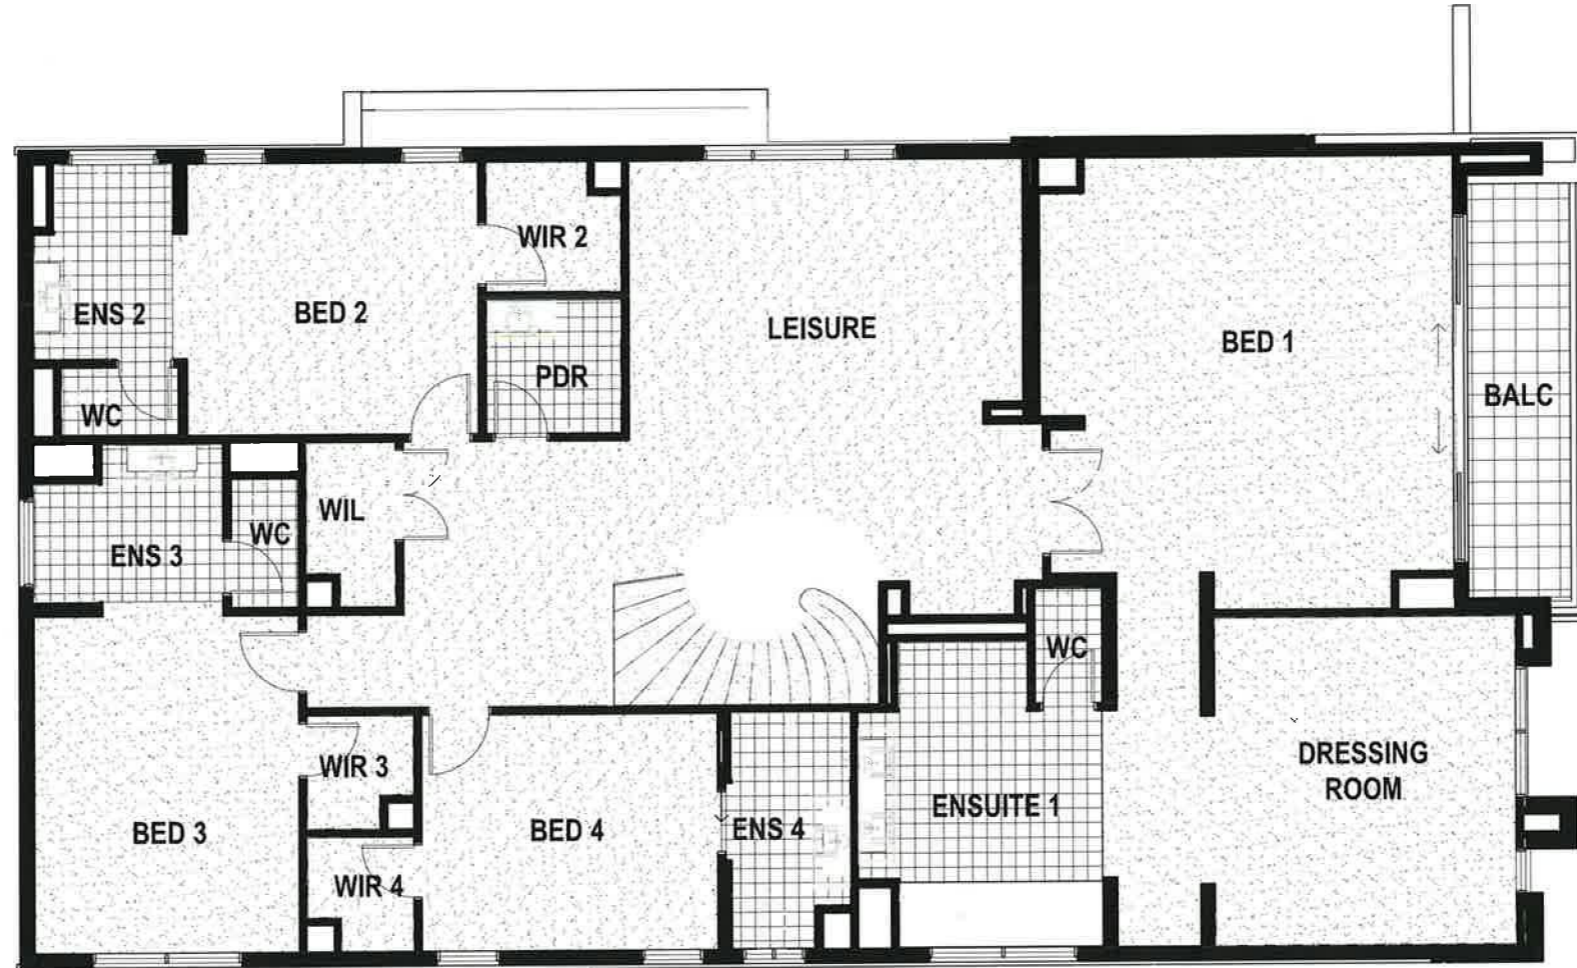 WIR 2
ENS 2
BED 2
LEISURE
BED 1
PDR
BALC
WC
WIL
WC
ENS 3
WC
DRESSING
ROOM
WIR 3
ENSUITE 1
BED 3
BED 4
ENS 4
WIR 4